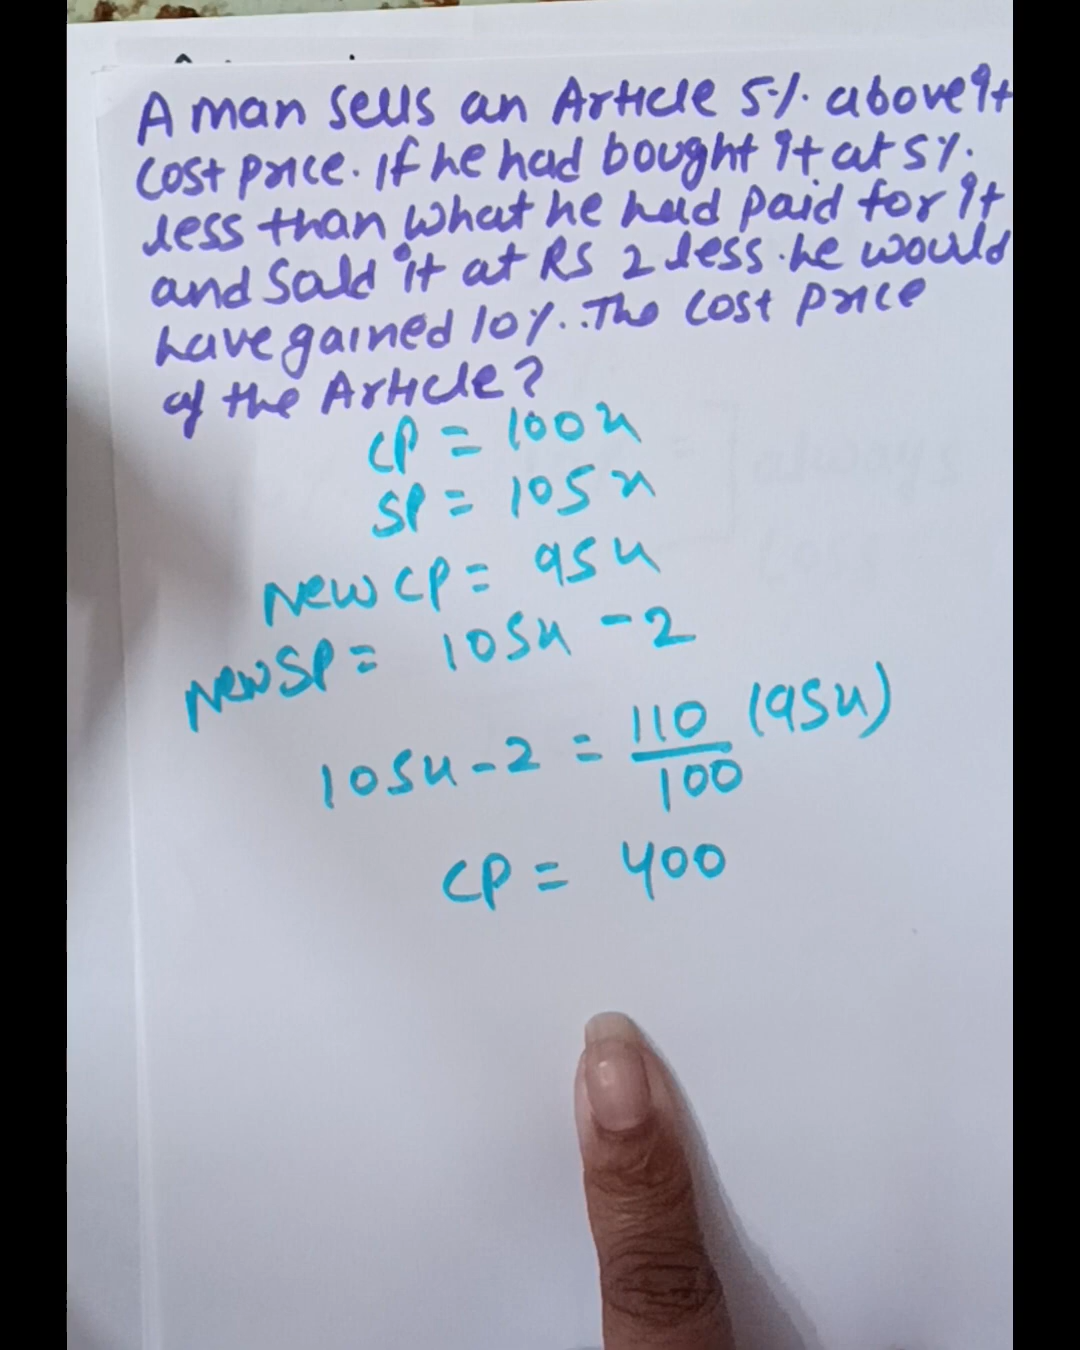 A man sells an Article 5% above it
cost price. If he had bought it at 5%
less than what he had paid for it
and sold it at RS 2 less. he would
have gained 10%. The cost price
of the Article?
CP = 100x
SP = 105x
New CP = 95x
New SP = 105x - 2
105x - 2 = 110/100 (95x)
CP = 400